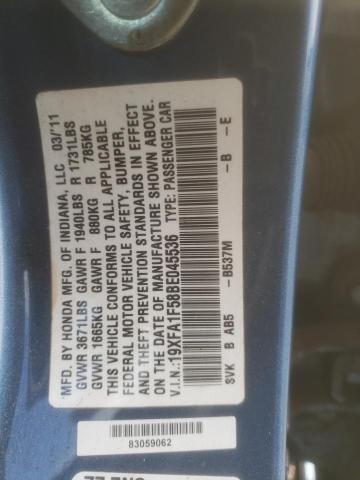 MFD. BY HONDA MFG. OF INDIANA, LLC 03/'11
GVWR 3671LBS GAWR F 1940LBS R 1731LBS
GVWR 1665KG GAWR F 880KG R 785KG
THIS VEHICLE CONFORMS TO ALL APPLICABLE
FEDERAL MOTOR VEHICLE SAFETY, BUMPER,
AND THEFT PREVENTION STANDARDS IN EFFECT
ON THE DATE OF MANUFACTURE SHOWN ABOVE.
V.I.N.:19XFA1F58BE045536 TYPE: PASSENGER CAR
SVK B AB5 - B537M - B - E
83059062